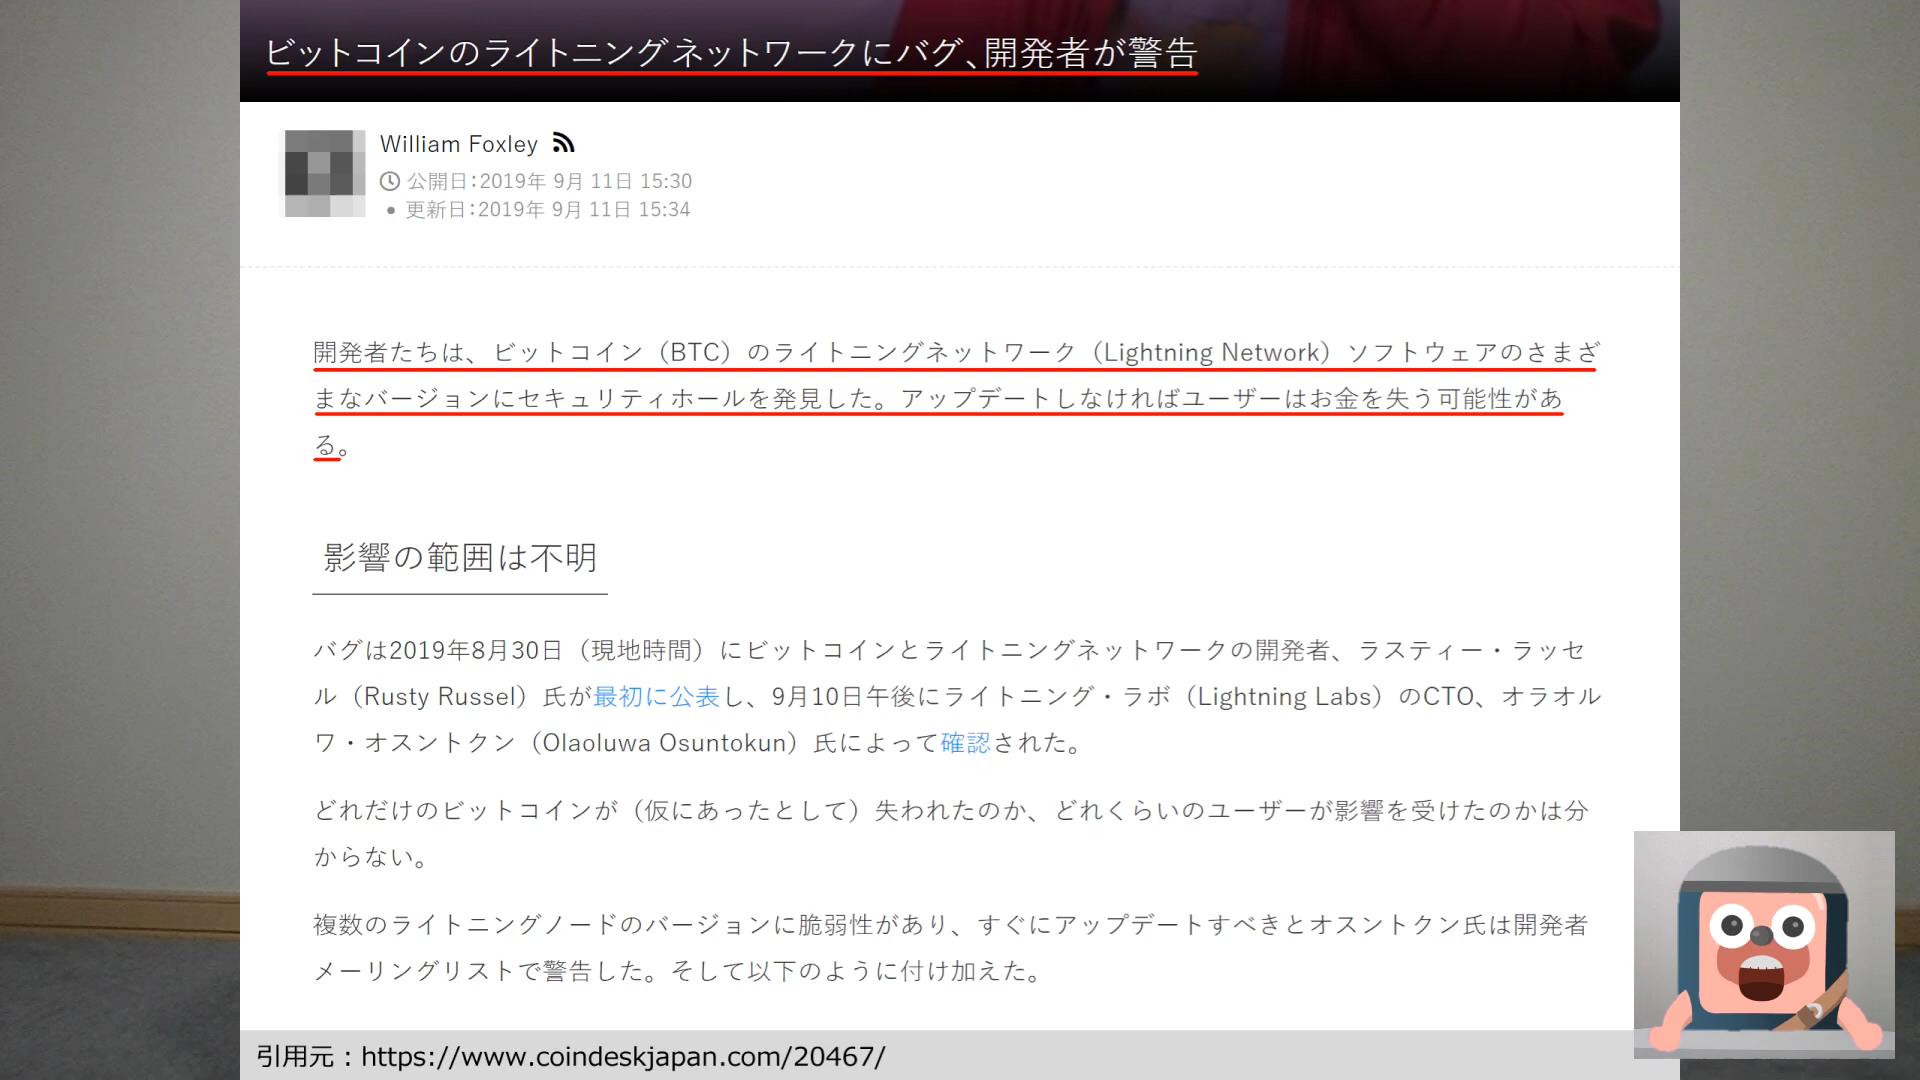 ビットコインのライトニングネットワークにバグ、開発者が警告
William Foxley
公開日:2019年 9月 11日 15:30
• 更新日:2019年 9月 11日 15:34
開発者たちは、ビットコイン（BTC）のライトニングネットワーク（Lightning Network）ソフトウェアのさまざ
まなバージョンにセキュリティホールを発見した。アップデートしなければユーザーはお金を失う可能性があ
る。
影響の範囲は不明
バグは2019年8月30日（現地時間）にビットコインとライトニングネットワークの開発者、ラスティー・ラッセ
ル（Rusty Russel）氏が最初に公表し、9月10日午後にライトニング・ラボ（Lightning Labs）のCTO、オラオル
ワ・オスントクン（Olaoluwa Osuntokun）氏によって確認された。
どれだけのビットコインが（仮にあったとして）失われたのか、どれくらいのユーザーが影響を受けたのかは分
からない。
複数のライトニングノードのバージョンに脆弱性があり、すぐにアップデートすべきとオスントクン氏は開発者
メーリングリストで警告した。そして以下のように付け加えた。
引用元：https://www.coindeskjapan.com/20467/